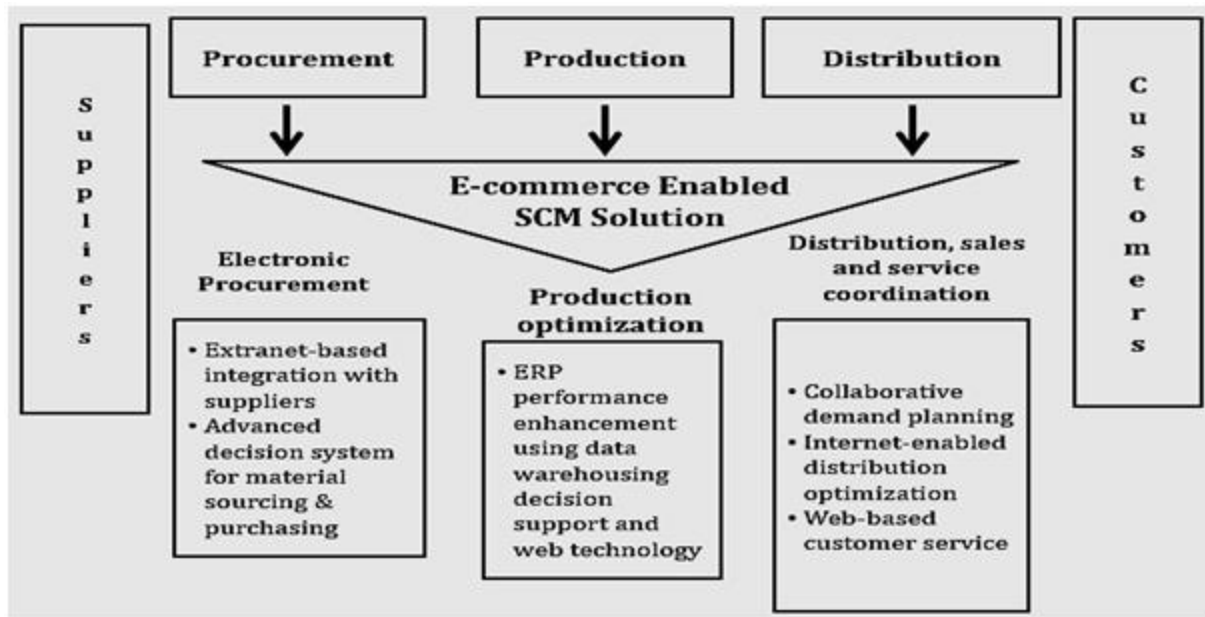 Suppliers
Procurement
Production
Distribution
Customers
E-commerce Enabled
SCM Solution
Electronic
Procurement
Production
optimization
Distribution, sales
and service
coordination
• Extranet-based
integration with
suppliers
• Advanced
decision system
for material
sourcing &
purchasing
• ERP
performance
enhancement
using data
warehousing
decision
support and
web technology
• Collaborative
demand planning
• Internet-enabled
distribution
optimization
• Web-based
customer service